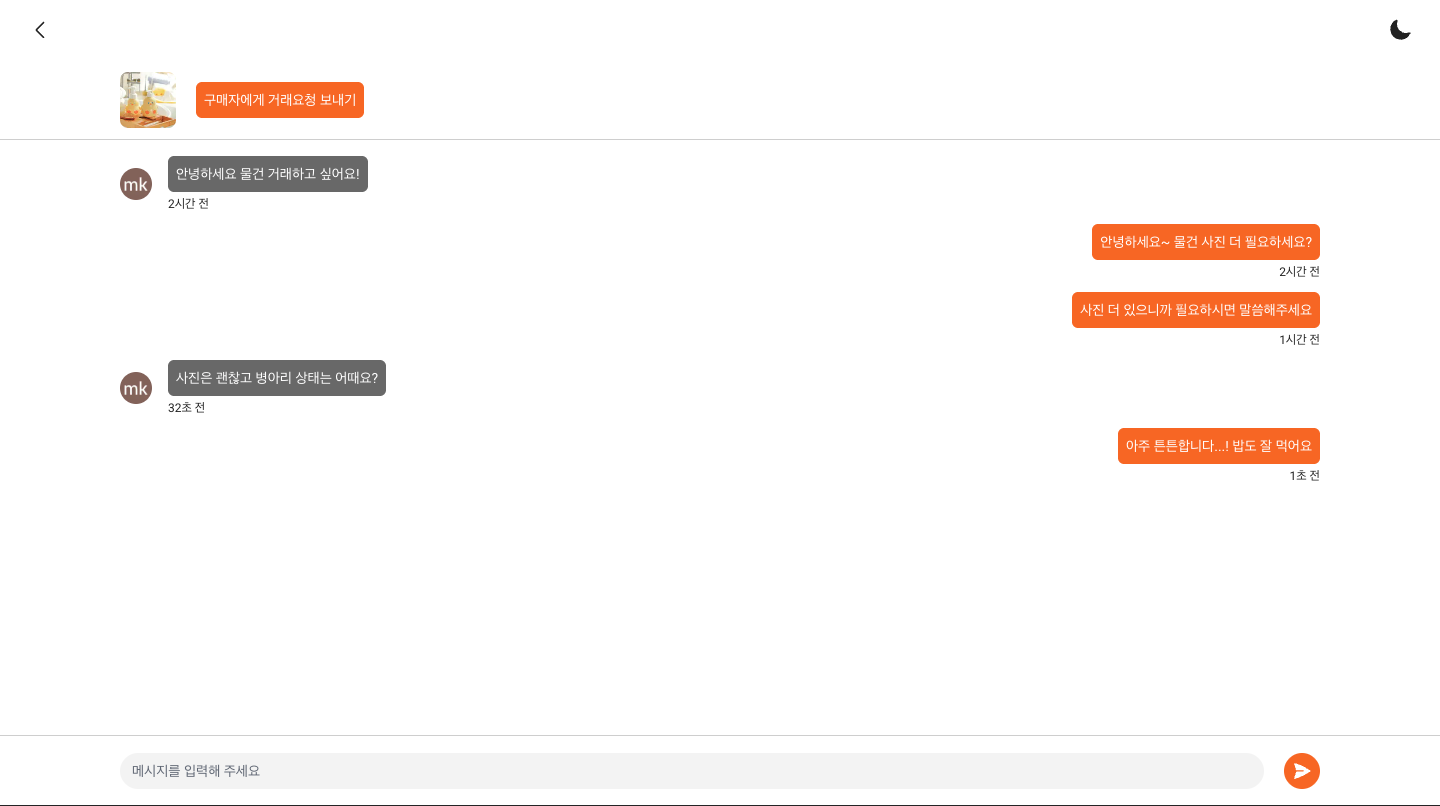 구매자에게 거래요청 보내기
mk
안녕하세요 물건 거래하고 싶어요!
2시간 전
안녕하세요~ 물건 사진 더 필요하세요?
2시간 전
사진 더 있으니까 필요하시면 말씀해주세요
1시간 전
mk
사진은 괜찮고 병아리 상태는 어때요?
32초 전
아주 튼튼합니다...! 밥도 잘 먹어요
1초 전
메시지를 입력해 주세요